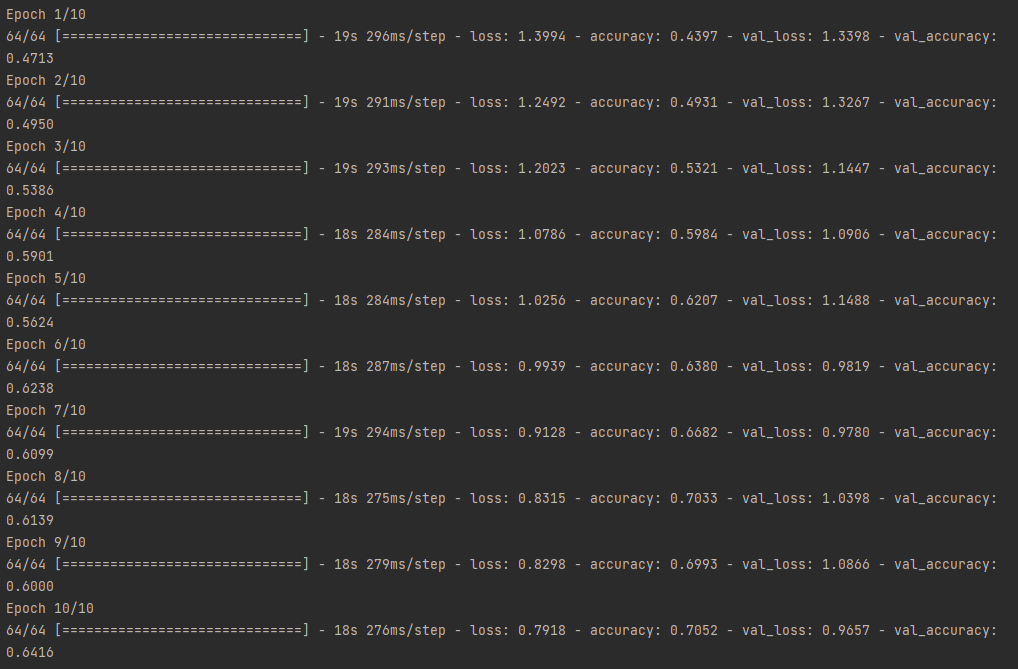 Epoch 1/10
64/64 [==============================] - 19s 296ms/step - loss: 1.3994 - accuracy: 0.4397 - val_loss: 1.3398 - val_accuracy:
0.4713
Epoch 2/10
64/64 [==============================] - 19s 291ms/step - loss: 1.2492 - accuracy: 0.4931 - val_loss: 1.3267 - val_accuracy:
0.4950
Epoch 3/10
64/64 [==============================] - 19s 293ms/step - loss: 1.2023 - accuracy: 0.5321 - val_loss: 1.1447 - val_accuracy:
0.5386
Epoch 4/10
64/64 [==============================] - 18s 284ms/step - loss: 1.0786 - accuracy: 0.5984 - val_loss: 1.0906 - val_accuracy:
0.5901
Epoch 5/10
64/64 [==============================] - 18s 284ms/step - loss: 1.0256 - accuracy: 0.6207 - val_loss: 1.1488 - val_accuracy:
0.5624
Epoch 6/10
64/64 [==============================] - 18s 287ms/step - loss: 0.9939 - accuracy: 0.6380 - val_loss: 0.9819 - val_accuracy:
0.6238
Epoch 7/10
64/64 [==============================] - 19s 294ms/step - loss: 0.9128 - accuracy: 0.6682 - val_loss: 0.9780 - val_accuracy:
0.6099
Epoch 8/10
64/64 [==============================] - 18s 275ms/step - loss: 0.8315 - accuracy: 0.7033 - val_loss: 1.0398 - val_accuracy:
0.6139
Epoch 9/10
64/64 [==============================] - 18s 279ms/step - loss: 0.8298 - accuracy: 0.6993 - val_loss: 1.0866 - val_accuracy:
0.6000
Epoch 10/10
64/64 [==============================] - 18s 276ms/step - loss: 0.7918 - accuracy: 0.7052 - val_loss: 0.9657 - val_accuracy:
0.6416